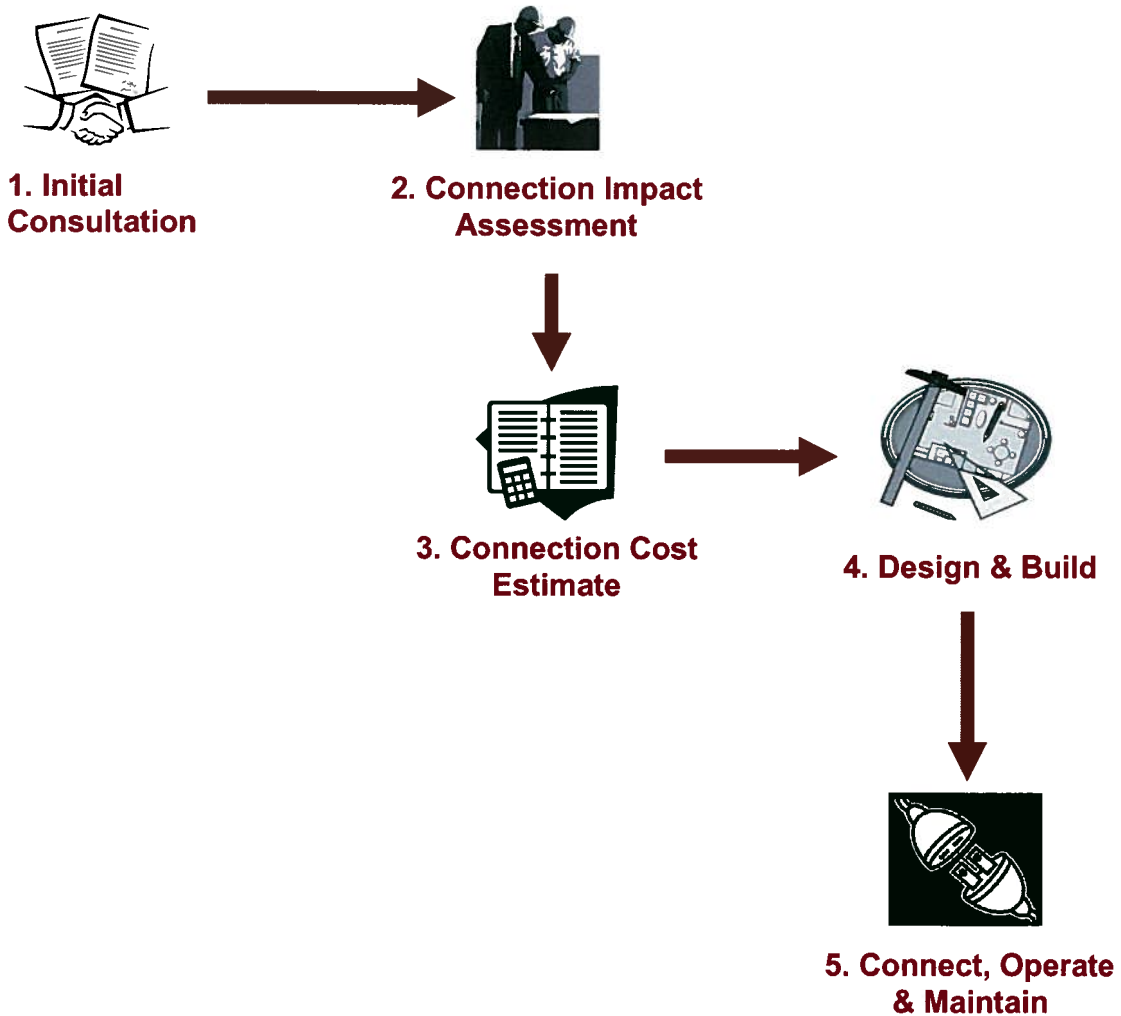 1. Initial
Consultation
2. Connection Impact
Assessment
3. Connection Cost
Estimate
4. Design & Build
5. Connect, Operate
& Maintain